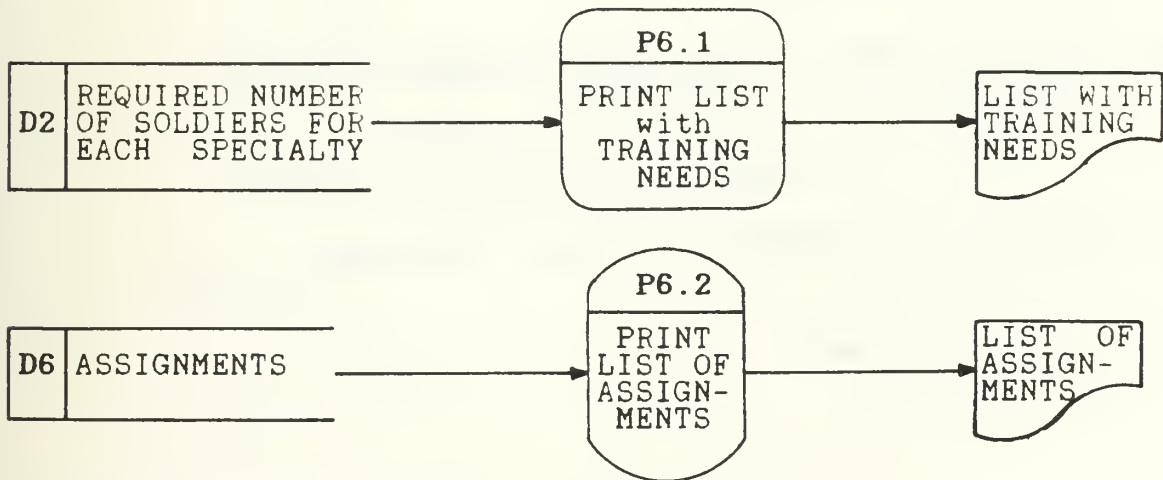 P6.1
D2
REQUIRED NUMBER
OF SOLDIERS FOR
EACH SPECIALTY
PRINT LIST
with
TRAINING
NEEDS
LIST WITH
TRAINING
NEEDS
P6.2
D6
ASSIGNMENTS
PRINT
LIST OF
ASSIGN-
MENTS
LIST OF
ASSIGN-
MENTS